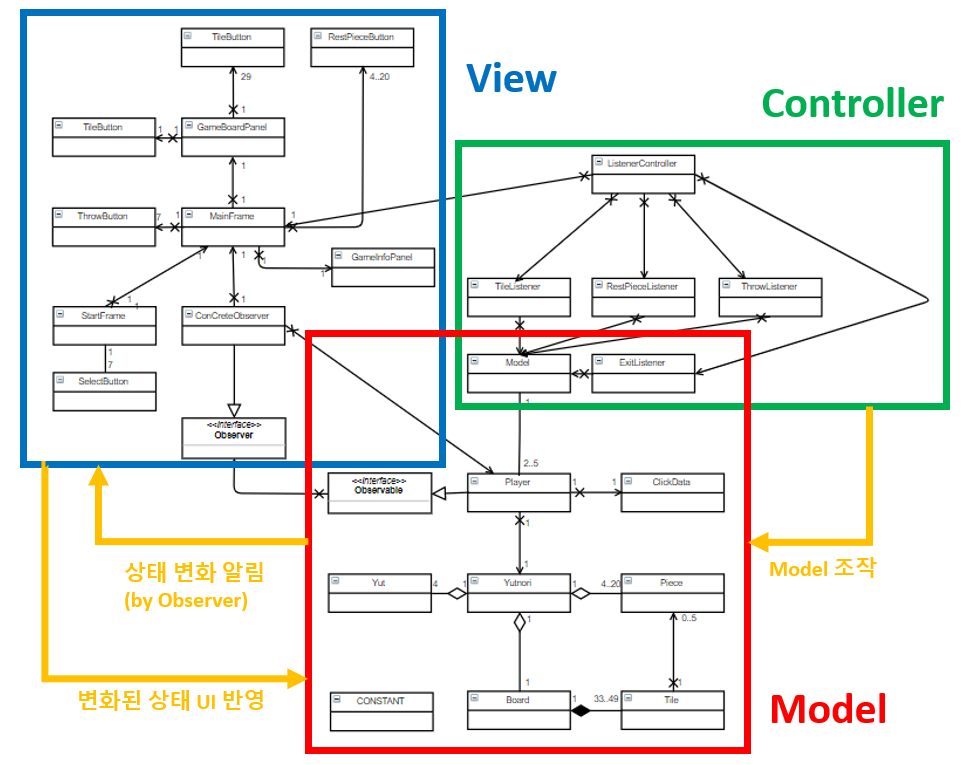 TileButton
RestPieceButton
29
4..20
1
View
Controller
TileButton
1
1
GameBoardPanel
ListenerController
1
1
ThrowButton
7
1
MainFrame
1
1
1
1
GameInfoPanel
1
1
1
1
StartFrame
ConCreteObserver
TileListener
RestPieceListener
ThrowListener
1
7
SelectButton
Model
ExitListener
1
<<Interface>>
Observer
2..5
<<Interface>>
Observable
Player
1
1
ClickData
1
상태 변화 알림
(by Observer)
Model 조작
1
Yut
4
1
Yutnori
1
4..20
Piece
1
0..5
변화된 상태 UI 반영
1
1
CONSTANT
Board
1
33..49
Tile
Model